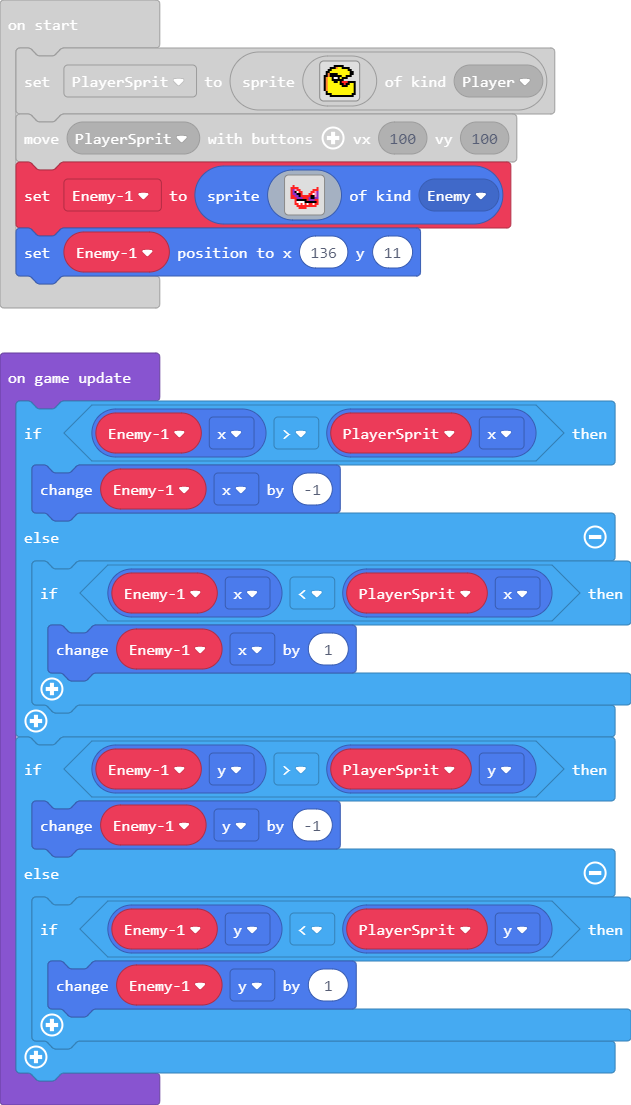 on start
set PlayerSprit to sprite of kind Player
move PlayerSprit with buttons vx 100 vy 100
set Enemy-1 to sprite of kind Enemy
set Enemy-1 position to x 136 y 11
on game update
if Enemy-1 x > PlayerSprit x then
change Enemy-1 x by -1
else
if Enemy-1 x < PlayerSprit x then
change Enemy-1 x by 1
if Enemy-1 y > PlayerSprit y then
change Enemy-1 y by -1
else
if Enemy-1 y < PlayerSprit y then
change Enemy-1 y by 1